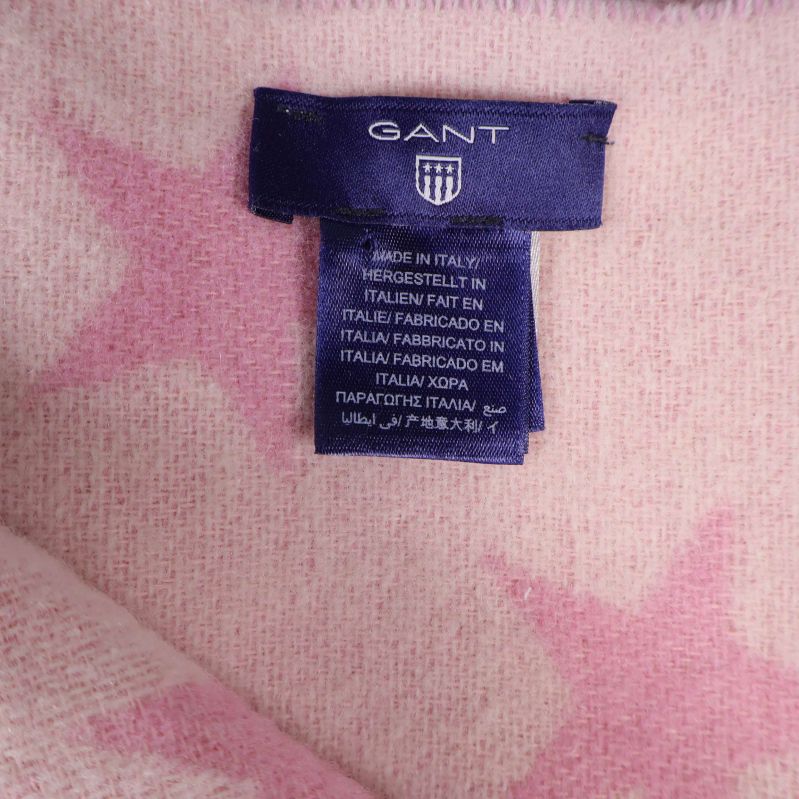 GANT
MADE IN ITALY/
HERGESTELLT IN
ITALIEN/ FAIT EN
ITALIE/ FABRICADO EN
ITALIA/ FABBRICATO IN
ITALIA/ FABRICADO EM
ITALIA/ ΧΩΡΑ
ΠΑΡΑΓΩΓΗΣ ΙΤΑΛΙΑ/ صنع
في ايطاليا/ 产地意大利/ イ